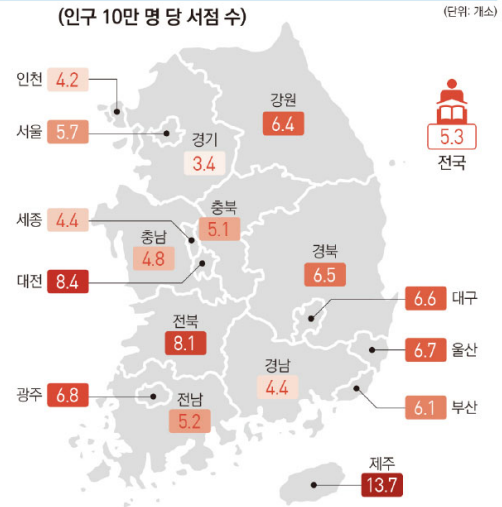 (인구 10만 명 당 서점 수)
(단위: 개소)
인천 4.2
강원
6.4
서울 5.7
경기
3.4
5.3
전국
세종 4.4
충북
5.1
충남
4.8
경북
6.5
대전 8.4
6.6 대구
전북
8.1
6.7 울산
경남
4.4
광주 6.8
전남
5.2
6.1 부산
제주
13.7